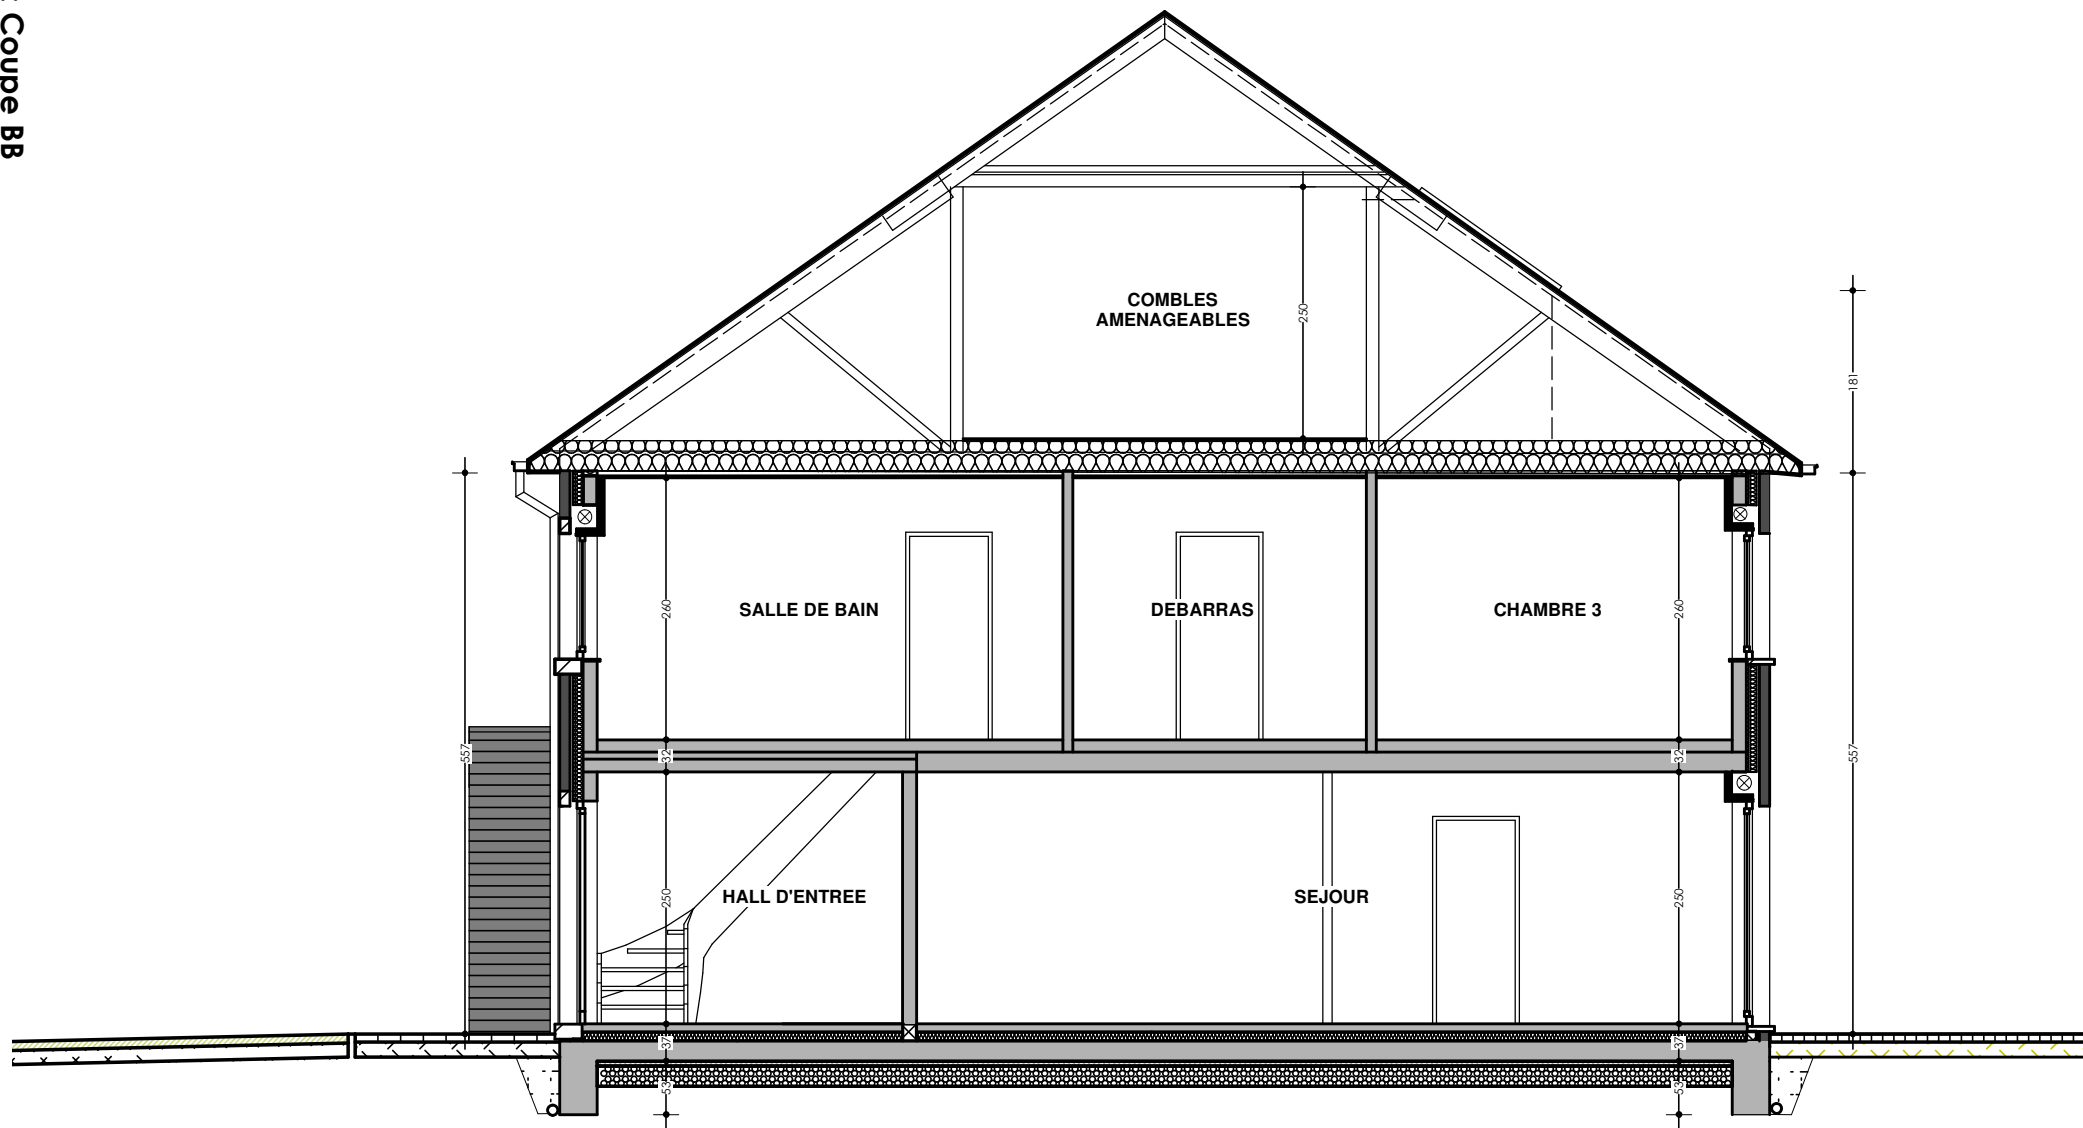 Coupe BB
COMBLES
AMENAGEABLES
250
181
557
557
260
260
SALLE DE BAIN
DEBARRAS
CHAMBRE 3
32
32
250
250
HALL D'ENTREE
SEJOUR
37
37
53
53